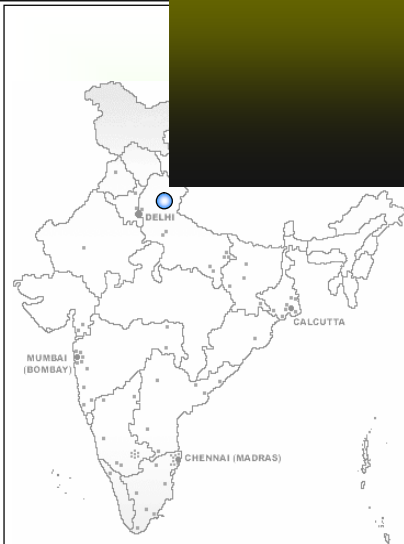 DELHI
CALCUTTA
MUMBAI
(BOMBAY)
CHENNAI (MADRAS)